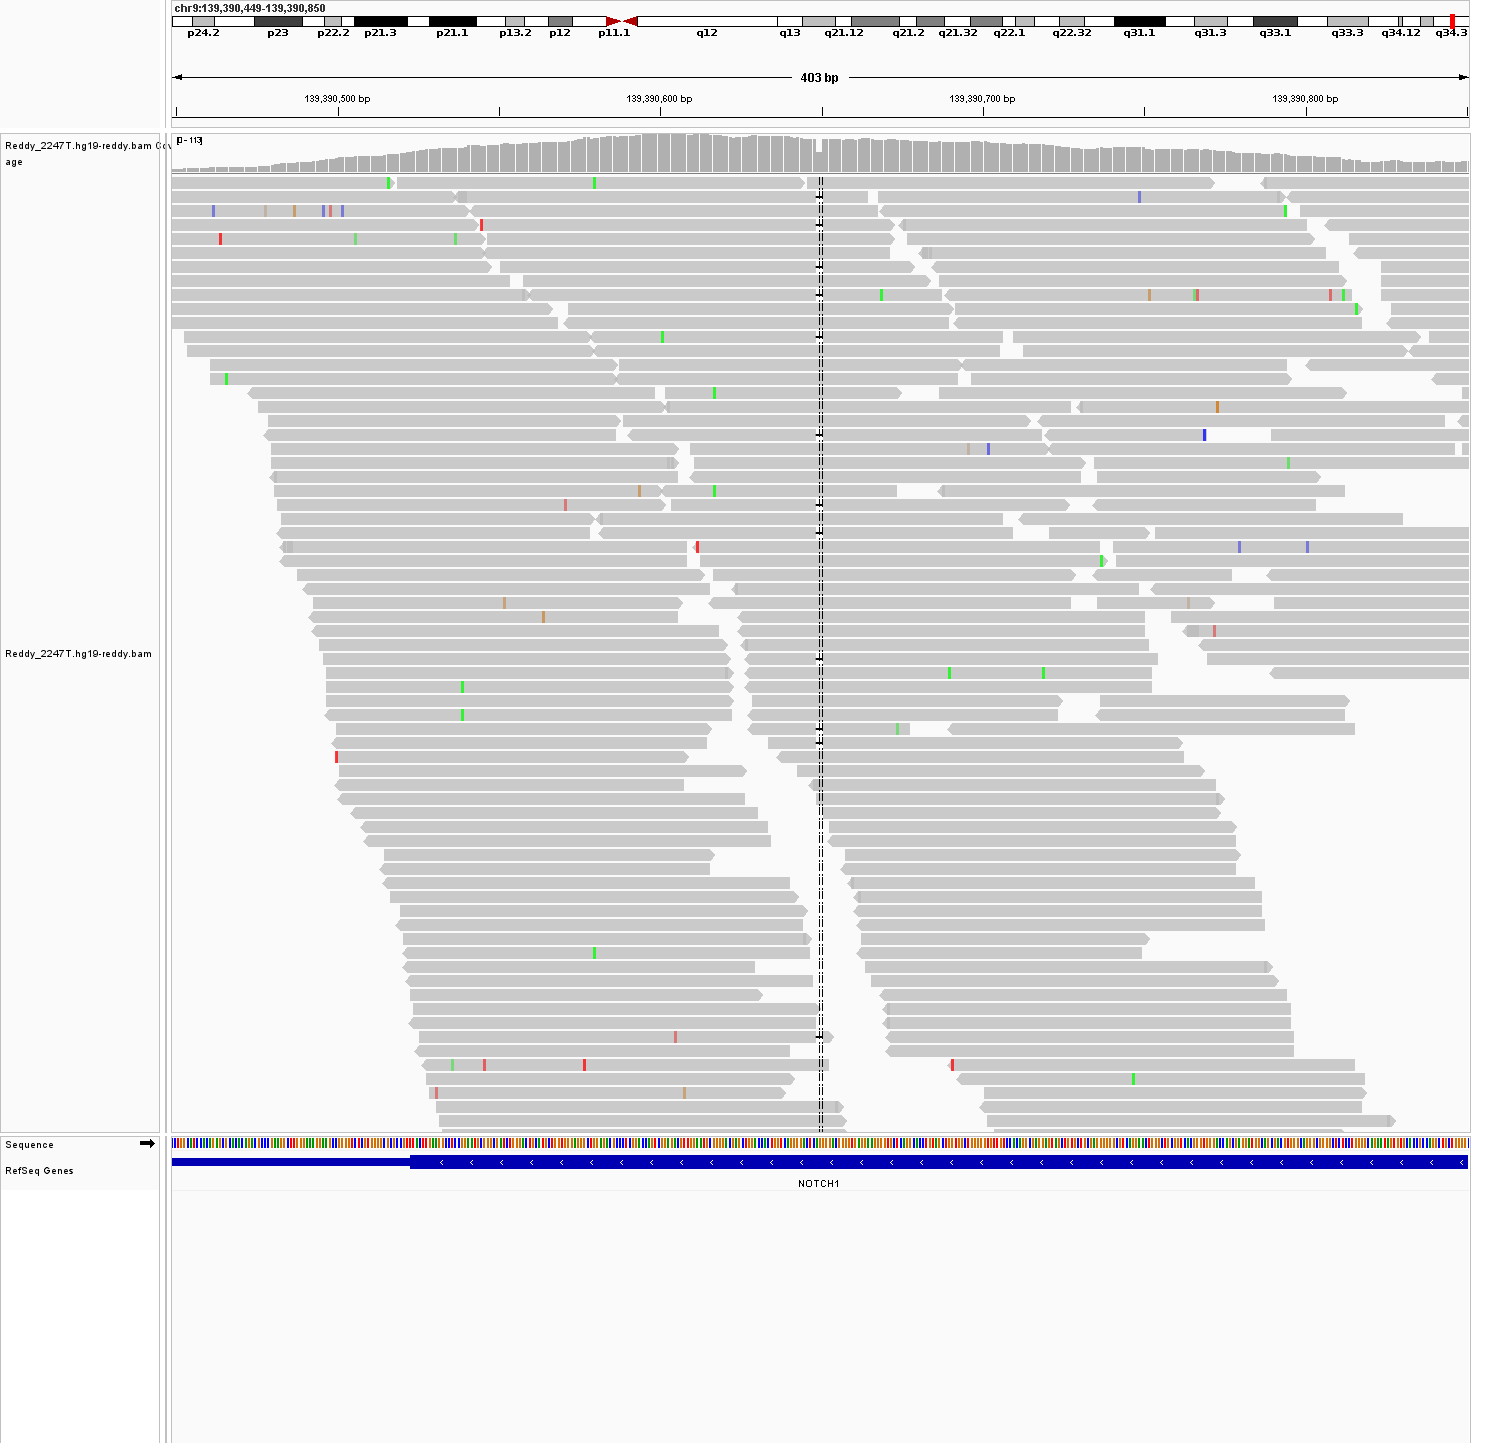 chr9:139,390,449-139,390,850
p24.2 p23 p22.2 p21.3 p21.1 p13.2 p12 p11.1 q12 q13 q21.12 q21.2 q21.32 q22.1 q22.32 q31.1 q31.3 q33.1 q33.3 q34.12 q34.3
403 bp
139,390,500 bp 139,390,600 bp 139,390,700 bp 139,390,800 bp
Reddy_2247T.hg19-reddy.bam Cov
age
[0 - 113]
Reddy_2247T.hg19-reddy.bam
Sequence
RefSeq Genes
NOTCH1